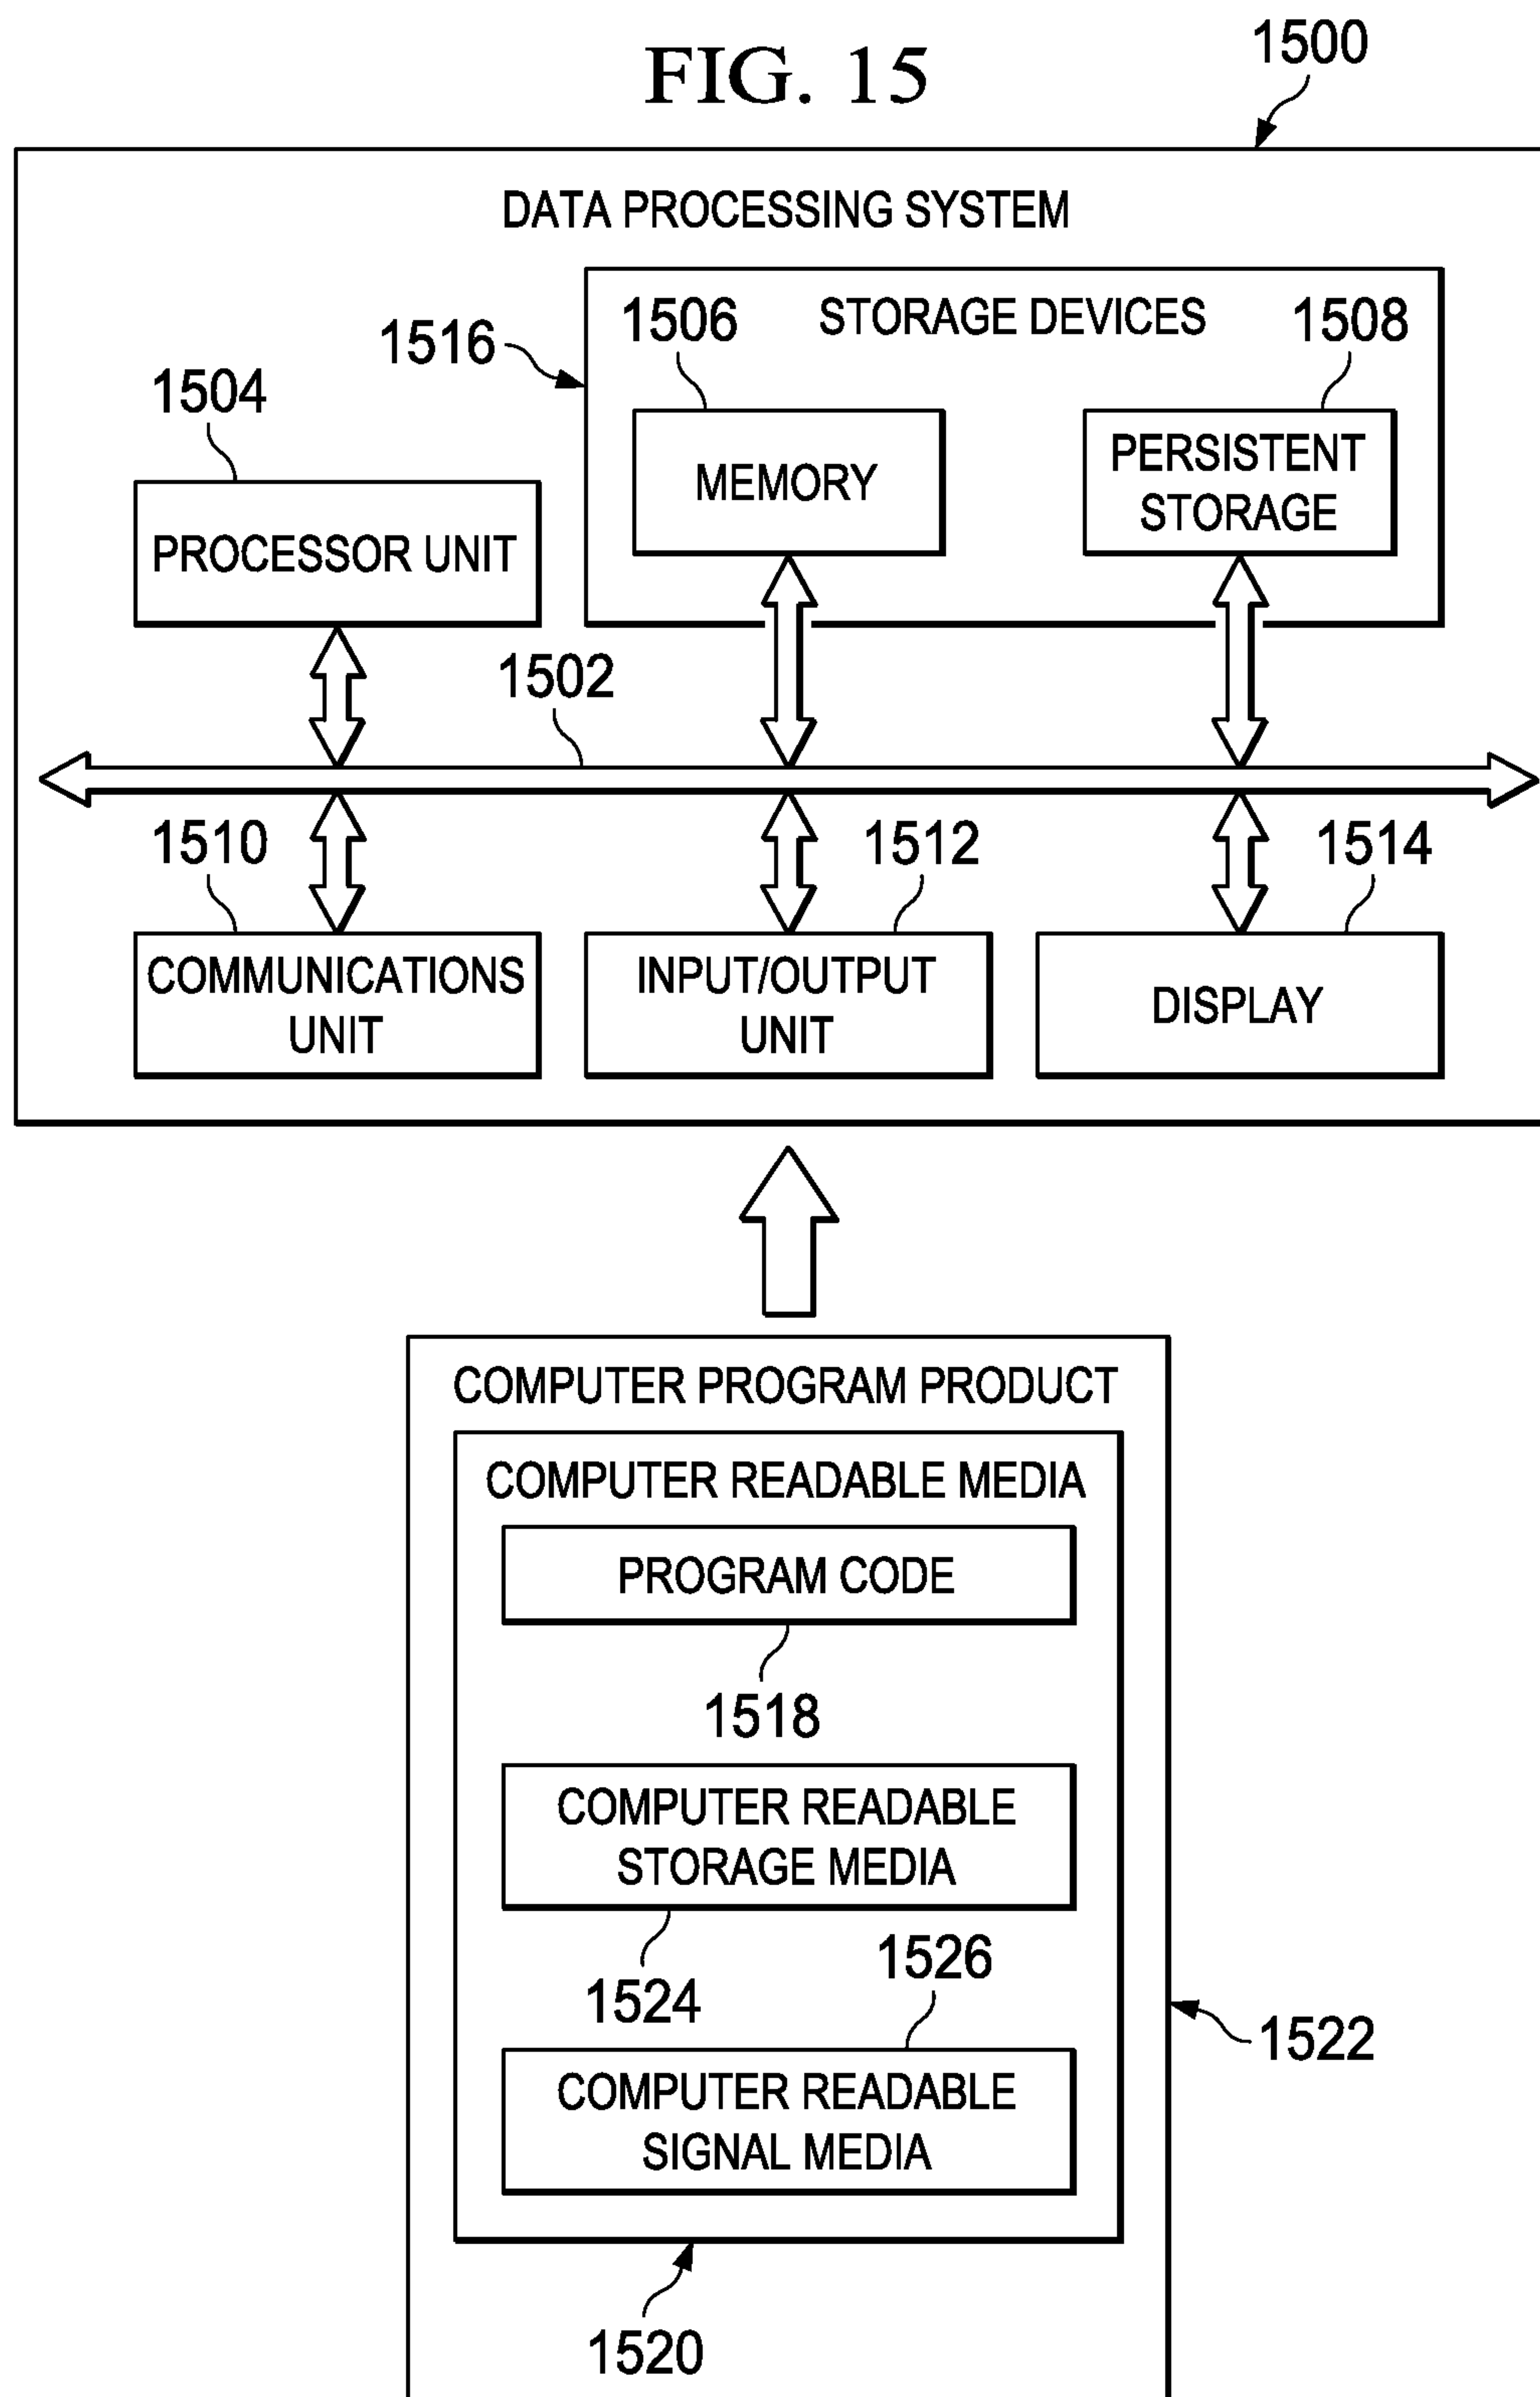 FIG. 15
1500
DATA PROCESSING SYSTEM
1516
1506
STORAGE DEVICES
1508
1504
MEMORY
PERSISTENT
STORAGE
PROCESSOR UNIT
1502
1510
1512
1514
COMMUNICATIONS
UNIT
INPUT/OUTPUT
UNIT
DISPLAY
COMPUTER PROGRAM PRODUCT
COMPUTER READABLE MEDIA
PROGRAM CODE
1518
COMPUTER READABLE
STORAGE MEDIA
1524
1526
COMPUTER READABLE
SIGNAL MEDIA
1522
1520